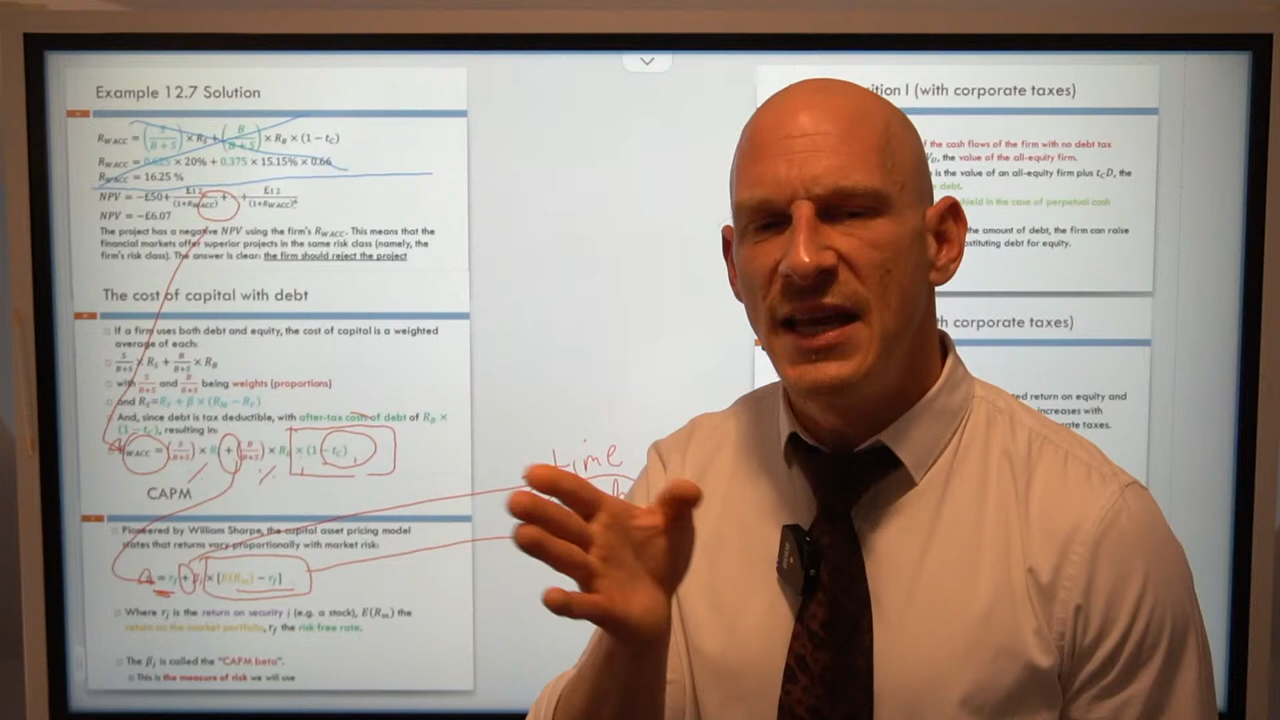 Example 12.7 Solution
R_WACC = (S/(B+S)) × R_S + (B/(B+S)) × R_B × (1 − t_C)
R_WACC = 0.625 × 20% + 0.375 × 15.15% × 0.66
R_WACC = 16.25 %
NPV = −£50 + £12/(1+R_WACC) + ⋯ + £12/(1+R_WACC)^6
NPV = −£6.07
The project has a negative NPV using the firm's R_WACC. This means that the
financial markets offer superior projects in the same risk class (namely, the
firm's risk class). The answer is clear: the firm should reject the project
The cost of capital with debt
If a firm uses both debt and equity, the cost of capital is a weighted
average of each:
S/(B+S) × R_S + B/(B+S) × R_B
with S/(B+S) and B/(B+S) being weights (proportions)
and R_S=R_F + β × (R_M − R_F)
And, since debt is tax deductible, with after-tax costs of debt of R_B ×
(1 − t_C), resulting in:
WACC = (S/(B+S)) × R + (B/(B+S)) × R × (1 − t_C)
CAPM
Pioneered by William Sharpe, the capital asset pricing model
states that returns vary proportionally with market risk:
= r_f + β_j × [E(R_m) − r_f]
Where r_j is the return on security j (e.g. a stock), E(R_m) the
return on the market portfolio, r_f the risk free rate.
The β_j is called the "CAPM beta".
This is the measure of risk we will use
time
ition I (with corporate taxes)
f the cash flows of the firm with no debt tax
V_U, the value of the all-equity firm.
is the value of an all-equity firm plus t_C D, the
debt.
hield in the case of perpetual cash
the amount of debt, the firm can raise
stituting debt for equity.
h corporate taxes)
ed return on equity and
increases with
rate taxes.